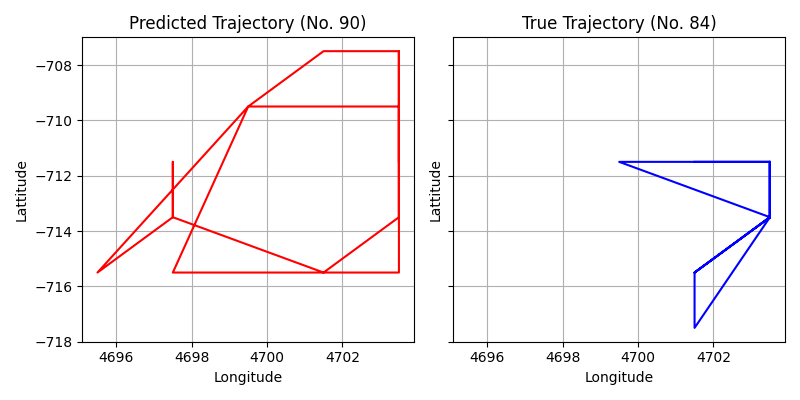 Predicted Trajectory (No. 90)
True Trajectory (No. 84)
−708
−710
−712
−714
−716
−718
Lattitude
Lattitude
4696 4698 4700 4702
4696 4698 4700 4702
Longitude
Longitude